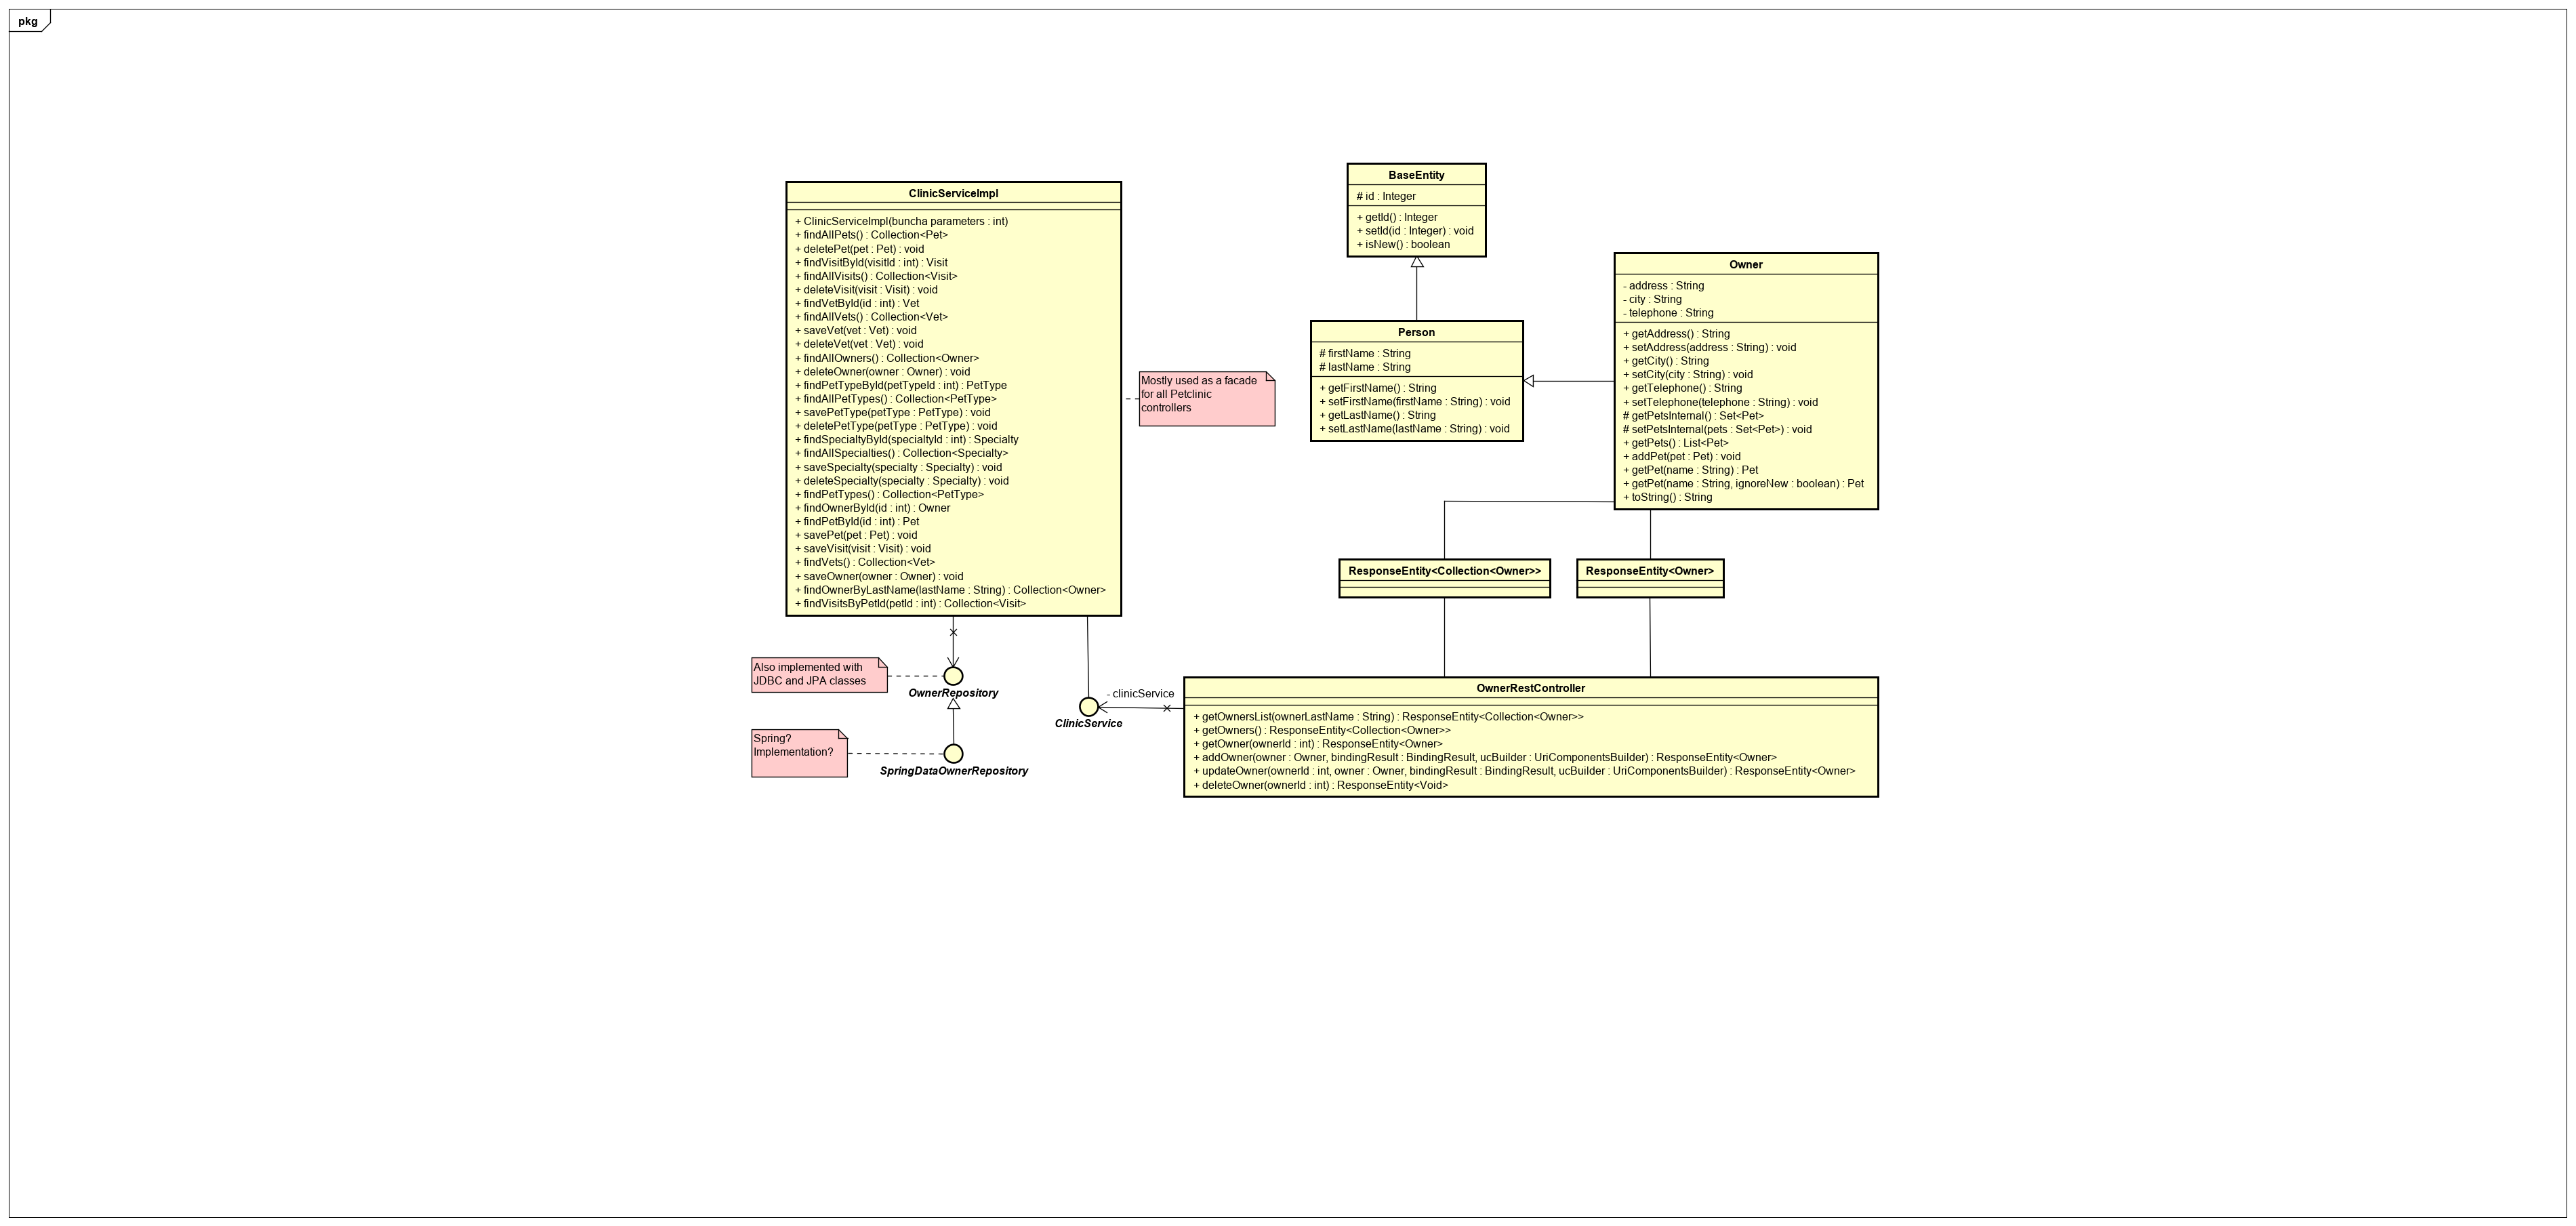 pkg
ClinicServiceImpl
+ ClinicServiceImpl(buncha parameters : int)
+ findAllPets() : Collection<Pet>
+ deletePet(pet : Pet) : void
+ findVisitById(visitId : int) : Visit
+ findAllVisits() : Collection<Visit>
+ deleteVisit(visit : Visit) : void
+ findVetById(id : int) : Vet
+ findAllVets() : Collection<Vet>
+ saveVet(vet : Vet) : void
+ deleteVet(vet : Vet) : void
+ findAllOwners() : Collection<Owner>
+ deleteOwner(owner : Owner) : void
+ findPetTypeById(petTypeId : int) : PetType
+ findAllPetTypes() : Collection<PetType>
+ savePetType(petType : PetType) : void
+ deletePetType(petType : PetType) : void
+ findSpecialtyById(specialtyId : int) : Specialty
+ findAllSpecialties() : Collection<Specialty>
+ saveSpecialty(specialty : Specialty) : void
+ deleteSpecialty(specialty : Specialty) : void
+ findPetTypes() : Collection<PetType>
+ findOwnerById(id : int) : Owner
+ findPetById(id : int) : Pet
+ savePet(pet : Pet) : void
+ saveVisit(visit : Visit) : void
+ findVets() : Collection<Vet>
+ saveOwner(owner : Owner) : void
+ findOwnerByLastName(lastName : String) : Collection<Owner>
+ findVisitsByPetId(petId : int) : Collection<Visit>
Mostly used as a facade
for all Petclinic
controllers
BaseEntity
# id : Integer
+ getId() : Integer
+ setId(id : Integer) : void
+ isNew() : boolean
Person
# firstName : String
# lastName : String
+ getFirstName() : String
+ setFirstName(firstName : String) : void
+ getLastName() : String
+ setLastName(lastName : String) : void
Owner
- address : String
- city : String
- telephone : String
+ getAddress() : String
+ setAddress(address : String) : void
+ getCity() : String
+ setCity(city : String) : void
+ getTelephone() : String
+ setTelephone(telephone : String) : void
# getPetsInternal() : Set<Pet>
# setPetsInternal(pets : Set<Pet>) : void
+ getPets() : List<Pet>
+ addPet(pet : Pet) : void
+ getPet(name : String) : Pet
+ getPet(name : String, ignoreNew : boolean) : Pet
+ toString() : String
ResponseEntity<Collection<Owner>>
ResponseEntity<Owner>
Also implemented with
JDBC and JPA classes
OwnerRepository
Spring?
Implementation?
SpringDataOwnerRepository
- clinicService
ClinicService
OwnerRestController
+ getOwnersList(ownerLastName : String) : ResponseEntity<Collection<Owner>>
+ getOwners() : ResponseEntity<Collection<Owner>>
+ getOwner(ownerId : int) : ResponseEntity<Owner>
+ addOwner(owner : Owner, bindingResult : BindingResult, ucBuilder : UriComponentsBuilder) : ResponseEntity<Owner>
+ updateOwner(ownerId : int, owner : Owner, bindingResult : BindingResult, ucBuilder : UriComponentsBuilder) : ResponseEntity<Owner>
+ deleteOwner(ownerId : int) : ResponseEntity<Void>